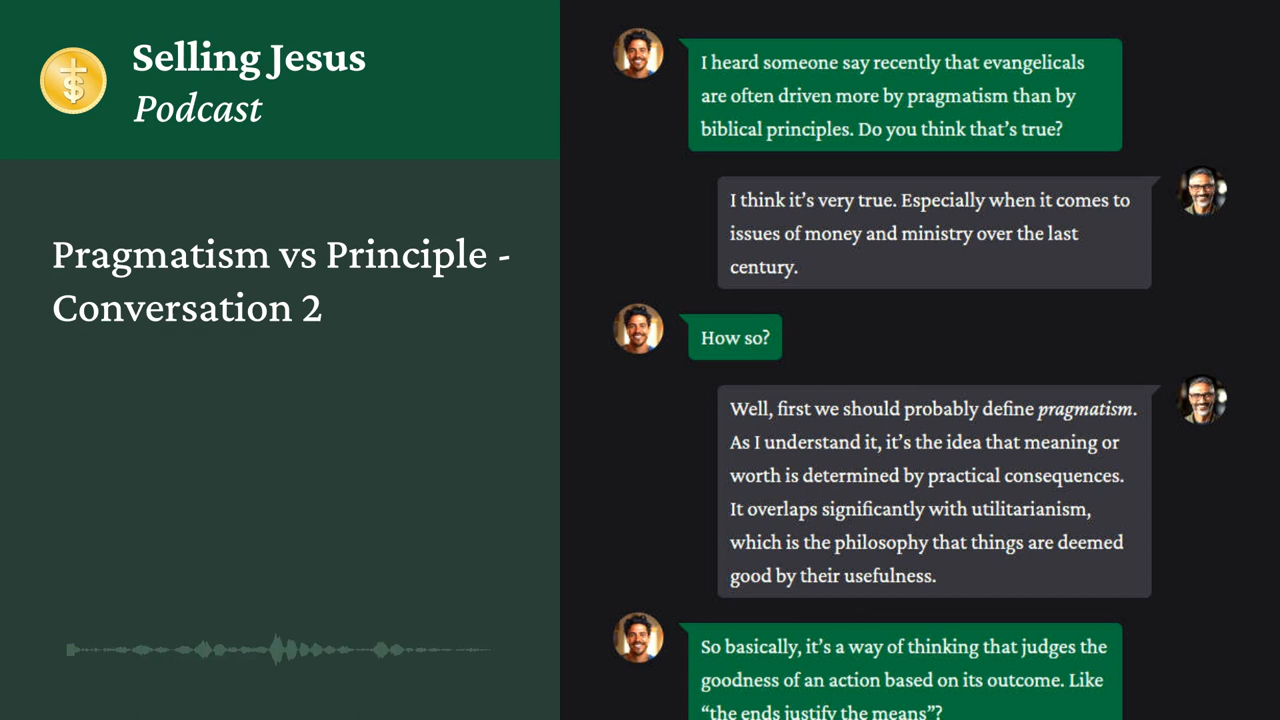 Selling Jesus
Podcast
Pragmatism vs Principle -
Conversation 2
I heard someone say recently that evangelicals
are often driven more by pragmatism than by
biblical principles. Do you think that’s true?
I think it’s very true. Especially when it comes to
issues of money and ministry over the last
century.
How so?
Well, first we should probably define pragmatism.
As I understand it, it’s the idea that meaning or
worth is determined by practical consequences.
It overlaps significantly with utilitarianism,
which is the philosophy that things are deemed
good by their usefulness.
So basically, it’s a way of thinking that judges the
goodness of an action based on its outcome. Like
“the ends justify the means”?